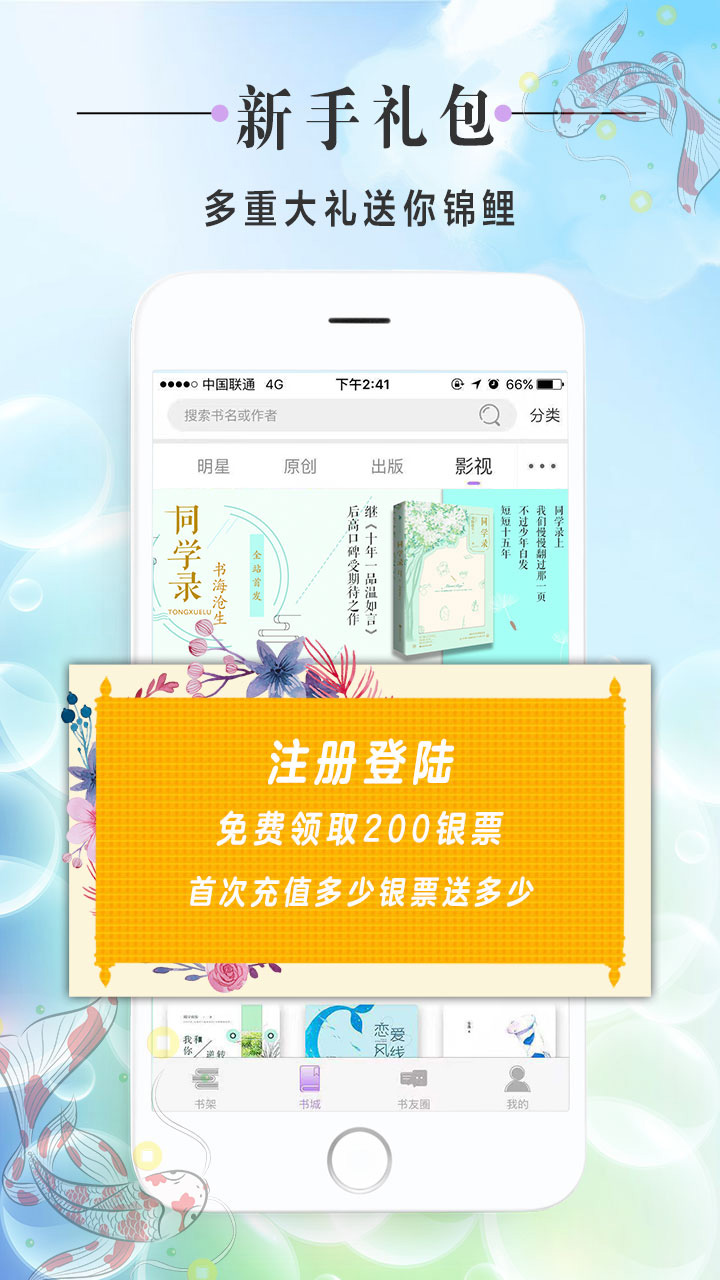 新手礼包
多重大礼送你锦鲤
中国联通 4G 下午2:41 66%
搜索书名或作者 分类
明星 原创 出版 影视
同学录
TONGXUELU
书海沧生
全站首发
继《十年一品温如言》
后高口碑受期待之作
同学录
同学录上
我们慢慢翻过那一页
不过少年白发
短短十五年
注册登陆
免费领取200银票
首次充值多少银票送多少
我和
你
逆转
恋爱
风线
书架 书城 书友圈 我的